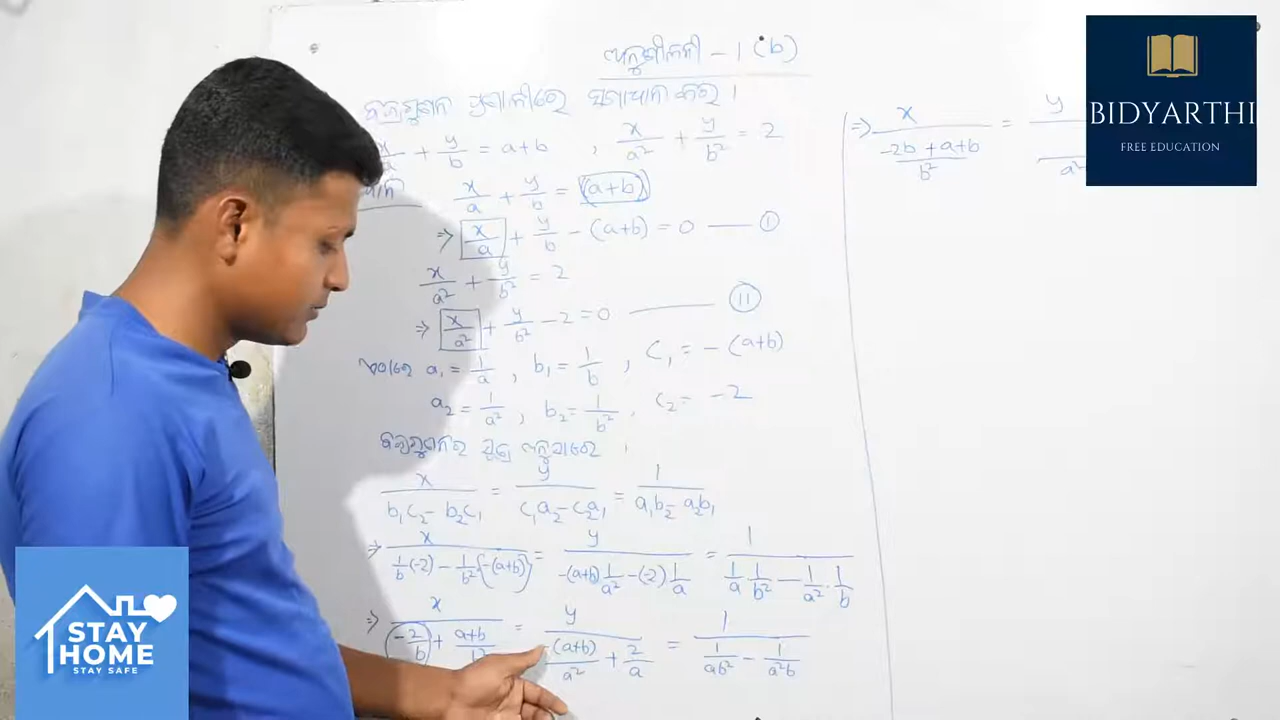 ଅନୁଶୀଳନୀ - 1 (b)
ବଜ୍ରଗୁଣନ ପ୍ରଣାଳୀରେ ସମାଧାନ କର ।
x/a + y/b = a+b , x/a² + y/b² = 2
x/a + y/b = (a+b)
⇒ x/a + y/b - (a+b) = 0 —— (I)
x/a² + y/b² = 2
⇒ x/a² + y/b² - 2 = 0 ——— (II)
ଏଠାରେ a₁ = 1/a , b₁ = 1/b , C₁ = - (a+b)
a₂ = 1/a² , b₂ = 1/b² , C₂ = -2
ବଜ୍ରଗୁଣନର ସୂତ୍ର ଅନୁସାରେ ।
x/(b₁c₂ - b₂c₁) = y/(c₁a₂ - c₂a₁) = 1/(a₁b₂ - a₂b₁)
⇒ x/(1/b(-2) - 1/b²{-(a+b)}) = y/(-(a+b)1/a² - (-2)1/a) = 1/(1/a · 1/b² - 1/a² · 1/b)
⇒ x/(-2/b + (a+b)/b²) = y/(-(a+b)/a² + 2/a) = 1/(1/ab² - 1/a²b)
⇒ x/((-2b + a+b)/b²) = y/a²
BIDYARTHI
FREE EDUCATION
STAY
HOME
STAY SAFE